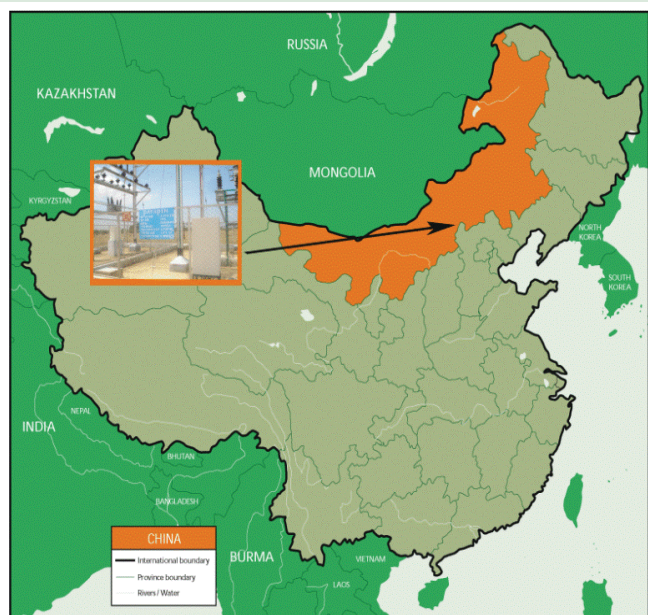 RUSSIA
KAZAKHSTAN
MONGOLIA
KYRGYZSTAN
NORTH
KOREA
SOUTH
KOREA
NEPAL
INDIA
BHUTAN
BANGLADESH
CHINA
International boundary
Province boundary
Rivers / Water
BURMA
VIETNAM
LAOS